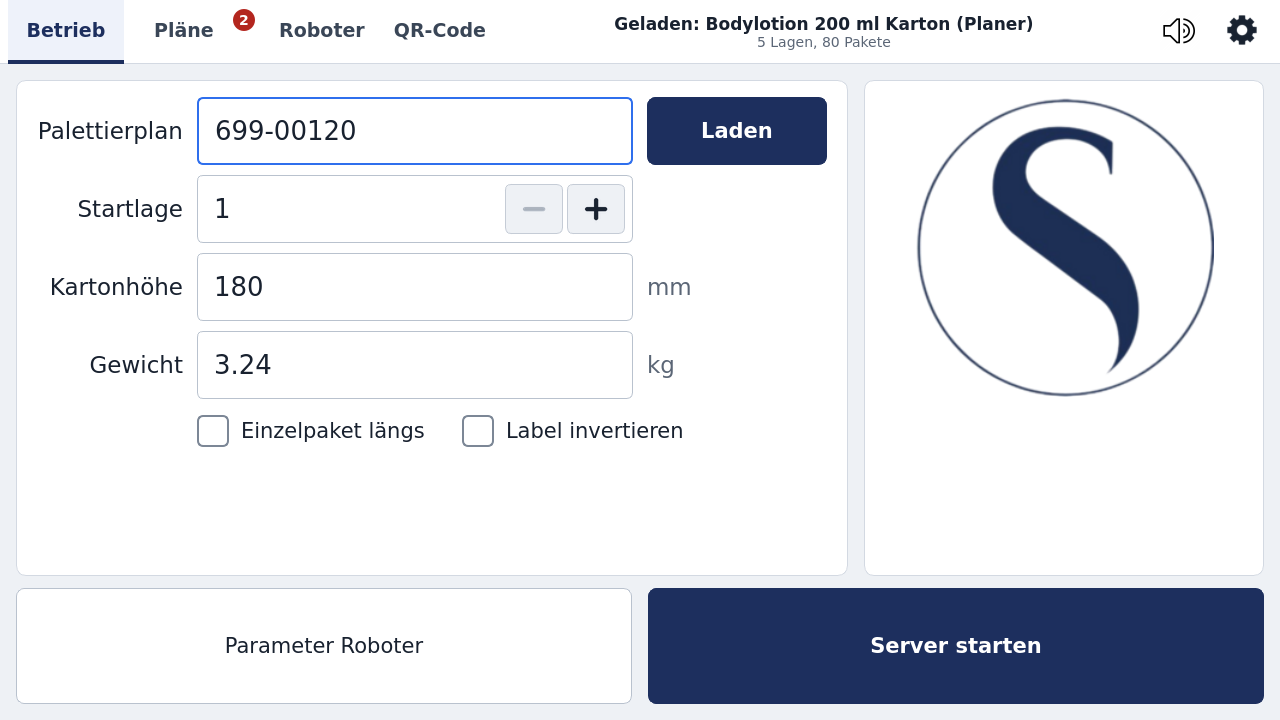 Betrieb
Pläne
2
Roboter
QR-Code
Geladen: Bodylotion 200 ml Karton (Planer)
5 Lagen, 80 Pakete
Palettierplan
699-00120
Laden
Startlage
1
Kartonhöhe
180
mm
Gewicht
3.24
kg
Einzelpaket längs
Label invertieren
Parameter Roboter
Server starten